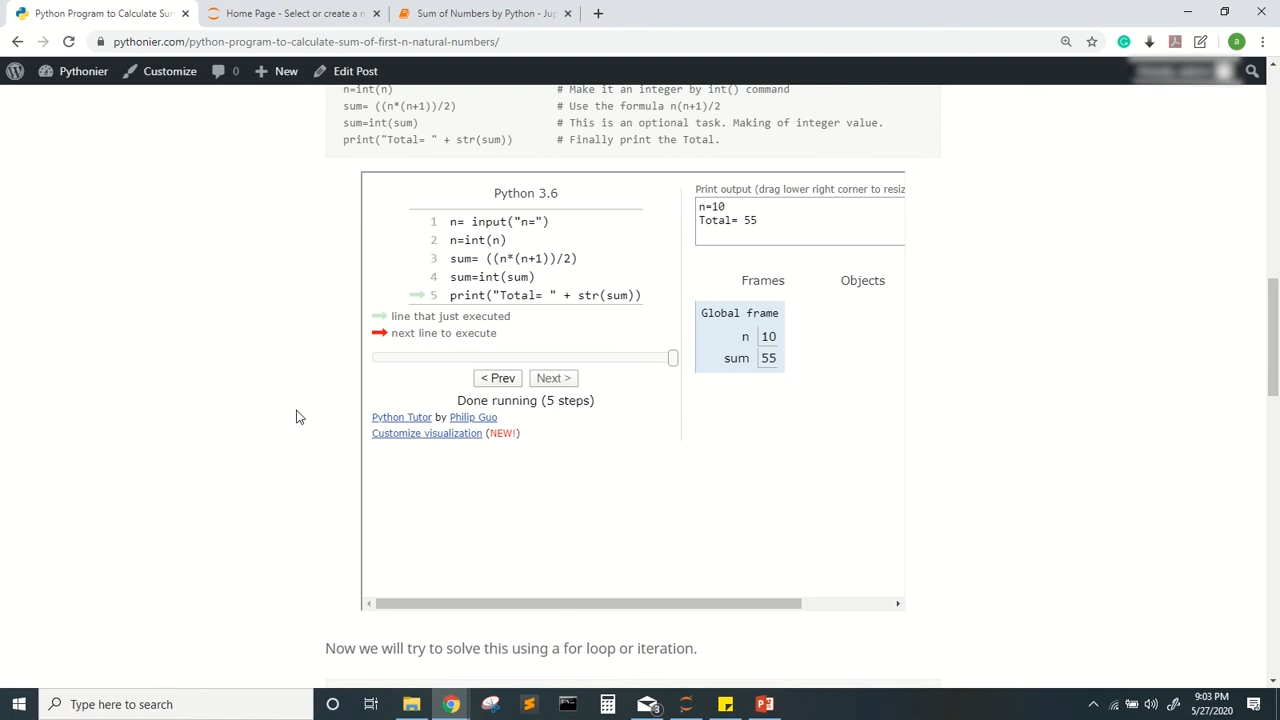 Python Program to Calculate Sum
Home Page - Select or create a n
Sum of Numbers by Python - Jup
pythonier.com/python-program-to-calculate-sum-of-first-n-natural-numbers/
Pythonier Customize 0 New Edit Post
n=int(n) # Make it an integer by int() command
sum= ((n*(n+1))/2) # Use the formula n(n+1)/2
sum=int(sum) # This is an optional task. Making of integer value.
print("Total= " + str(sum)) # Finally print the Total.
Python 3.6
1 n= input("n=")
2 n=int(n)
3 sum= ((n*(n+1))/2)
4 sum=int(sum)
5 print("Total= " + str(sum))
line that just executed
next line to execute
< Prev Next >
Done running (5 steps)
Python Tutor by Philip Guo
Customize visualization (NEW!)
Print output (drag lower right corner to resiz
n=10
Total= 55
Frames Objects
Global frame
n 10
sum 55
Now we will try to solve this using a for loop or iteration.
Type here to search
9:03 PM
5/27/2020